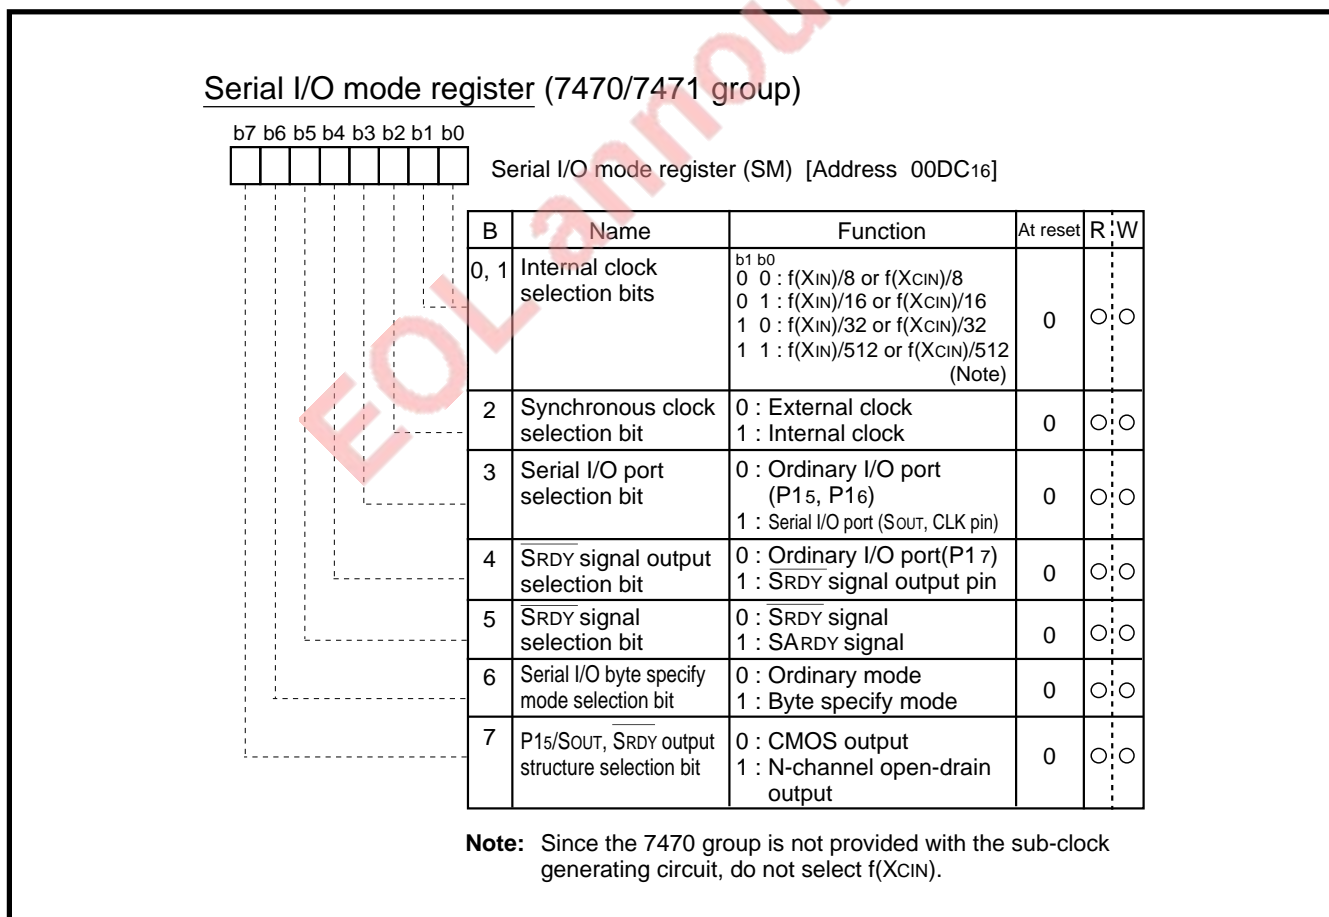 EOL announ
Serial I/O mode register (7470/7471 group)
b7 b6 b5 b4 b3 b2 b1 b0
Serial I/O mode register (SM) [Address 00DC16]
B Name Function At reset R W
0, 1 Internal clock selection bits
b1 b0
0 0 : f(XIN)/8 or f(XCIN)/8
0 1 : f(XIN)/16 or f(XCIN)/16
1 0 : f(XIN)/32 or f(XCIN)/32
1 1 : f(XIN)/512 or f(XCIN)/512
(Note)
0
2 Synchronous clock selection bit
0 : External clock
1 : Internal clock
0
3 Serial I/O port selection bit
0 : Ordinary I/O port
(P15, P16)
1 : Serial I/O port (SOUT, CLK pin)
0
4 SRDY signal output selection bit
0 : Ordinary I/O port(P17)
1 : SRDY signal output pin
0
5 SRDY signal selection bit
0 : SRDY signal
1 : SARDY signal
0
6 Serial I/O byte specify mode selection bit
0 : Ordinary mode
1 : Byte specify mode
0
7 P15/SOUT, SRDY output structure selection bit
0 : CMOS output
1 : N-channel open-drain
output
0
Note: Since the 7470 group is not provided with the sub-clock
generating circuit, do not select f(XCIN).